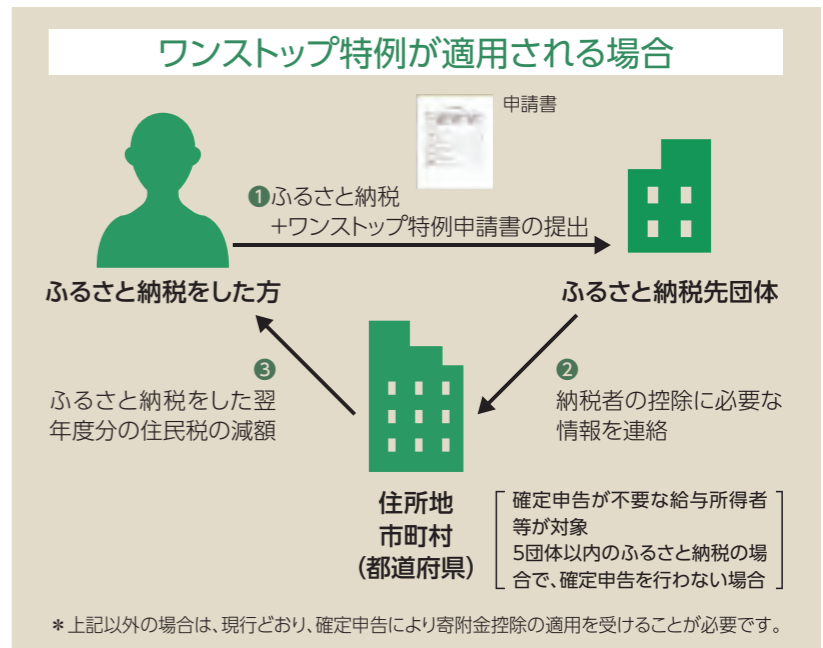 ワンストップ特例が適用される場合
申請書
❶ふるさと納税
+ワンストップ特例申請書の提出
ふるさと納税をした方
ふるさと納税先団体
❸
ふるさと納税をした翌
年度分の住民税の減額
❷
納税者の控除に必要な
情報を連絡
住所地
市町村
(都道府県)
確定申告が不要な給与所得者
等が対象
5団体以内のふるさと納税の場
合で、確定申告を行わない場合
*上記以外の場合は、現行どおり、確定申告により寄附金控除の適用を受けることが必要です。